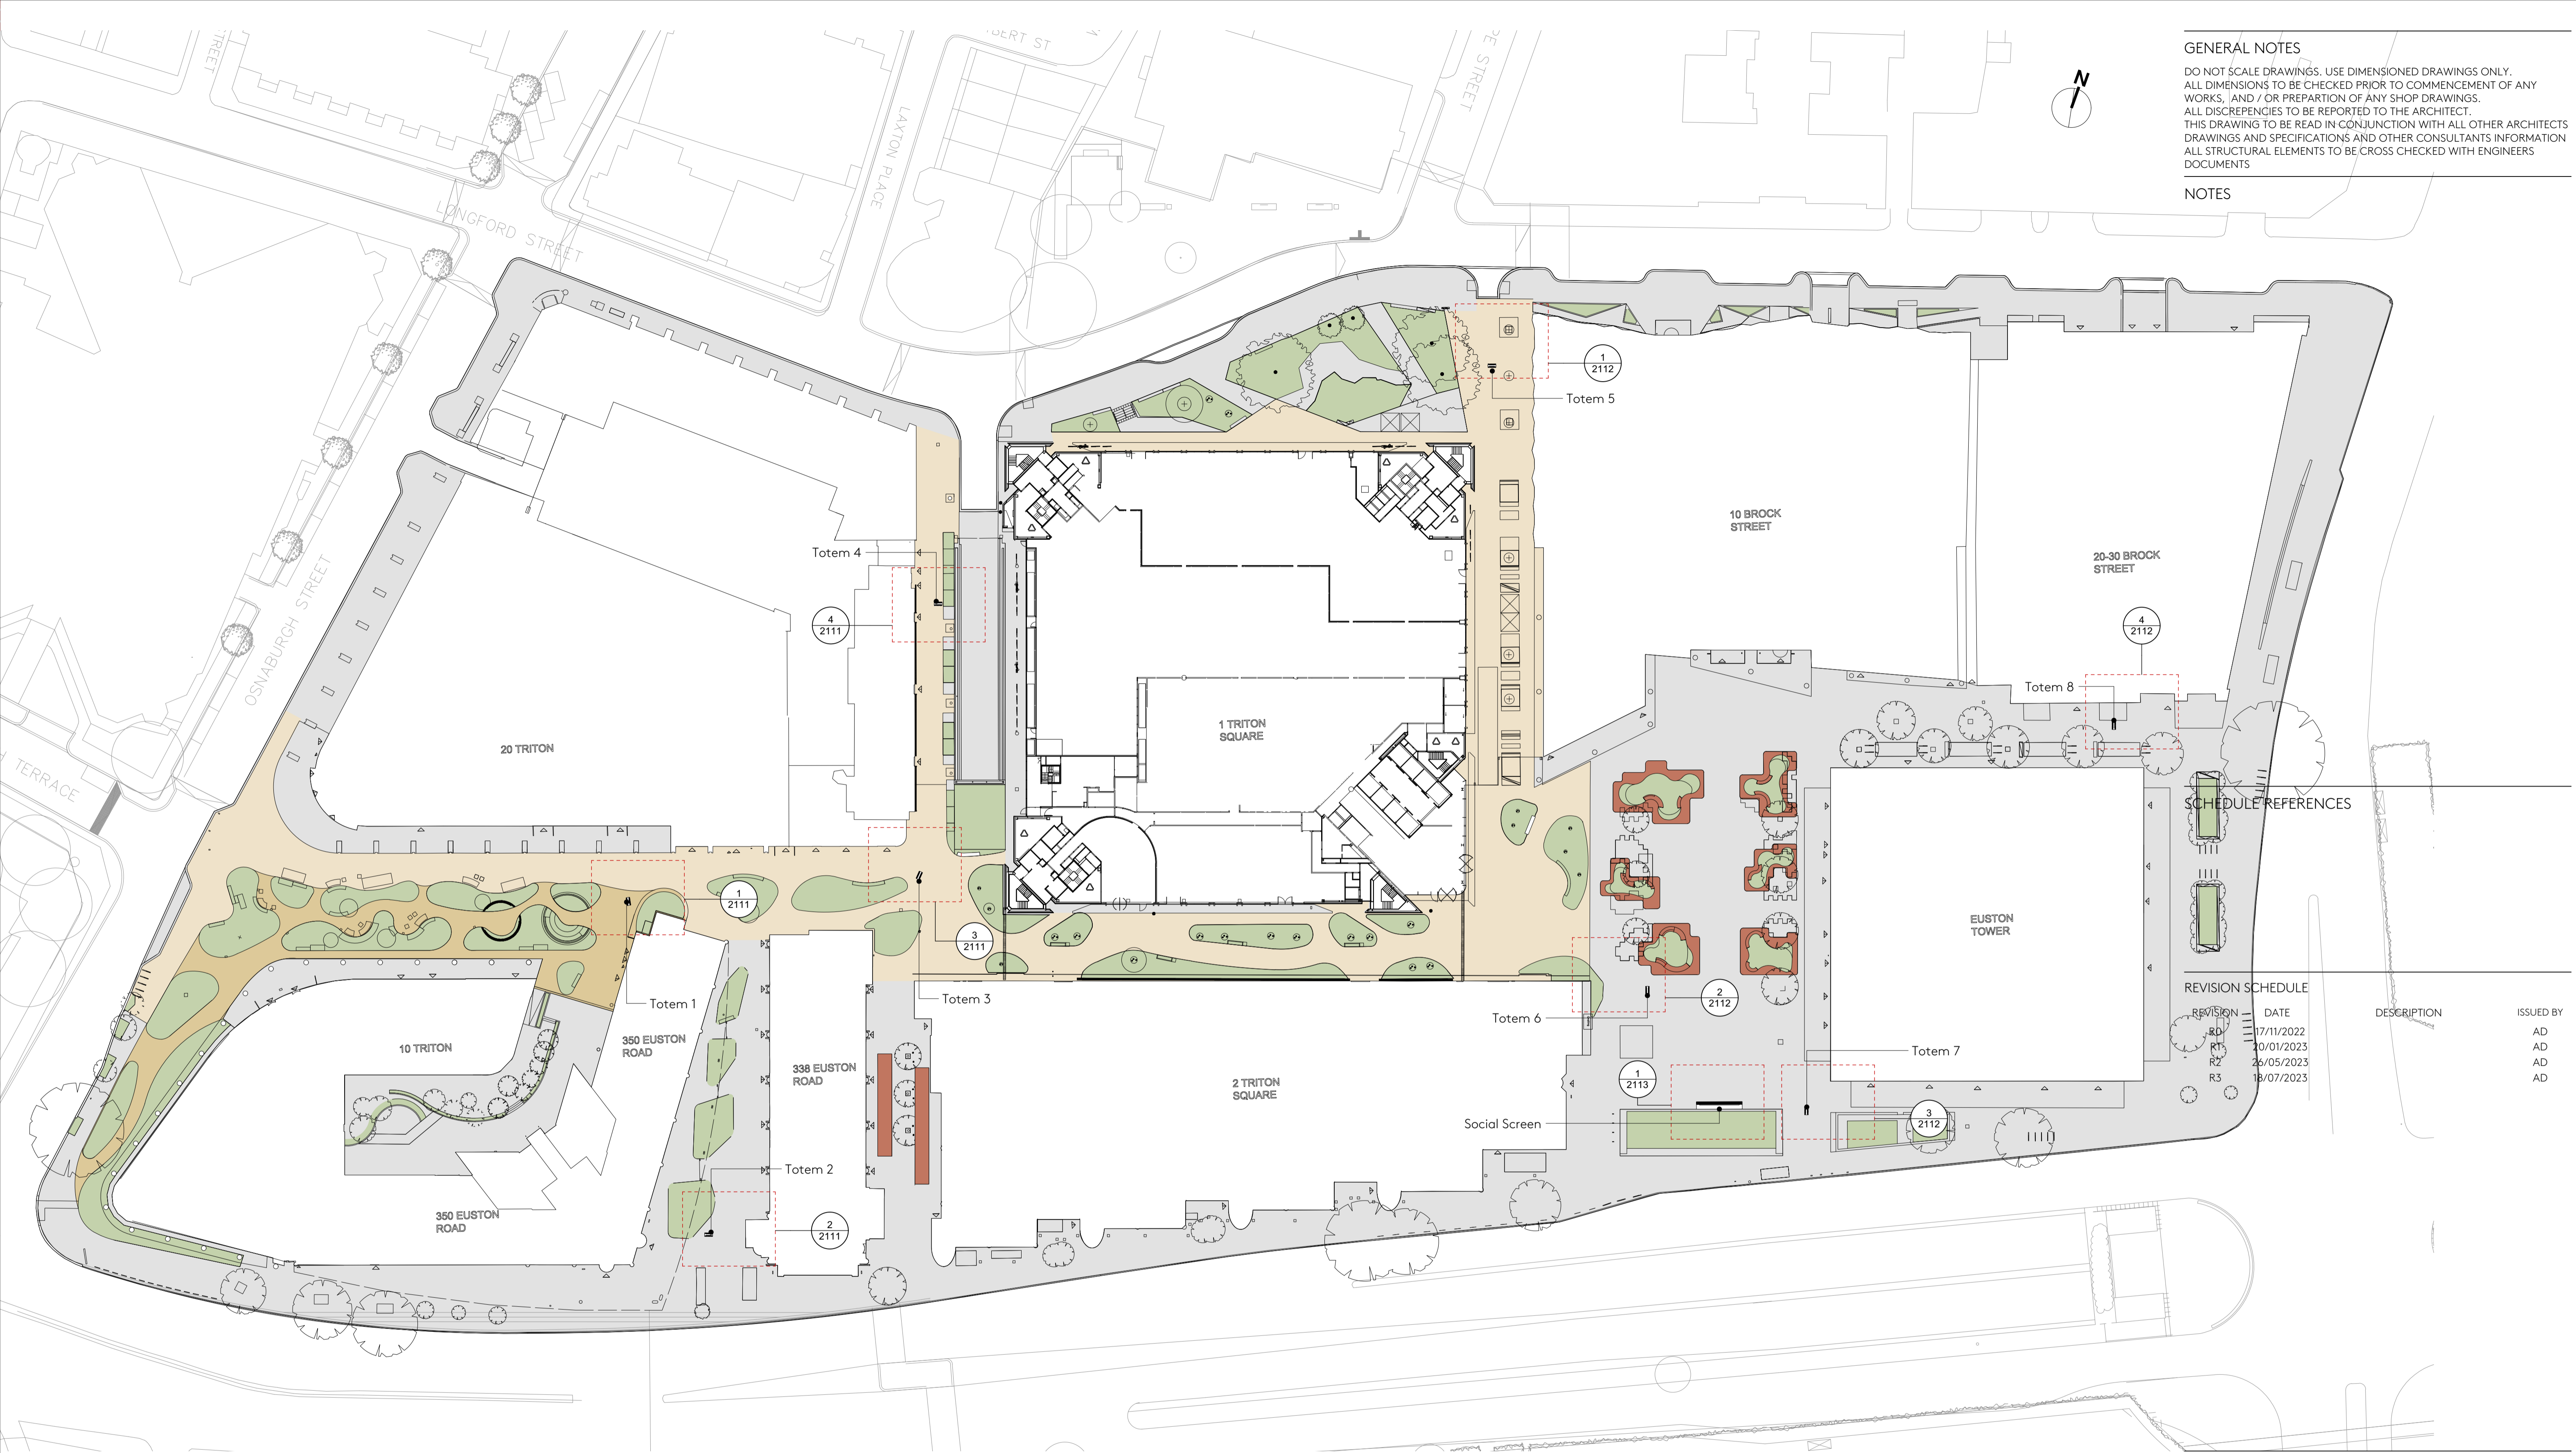 GENERAL NOTES
DO NOT SCALE DRAWINGS. USE DIMENSIONED DRAWINGS ONLY.
ALL DIMENSIONS TO BE CHECKED PRIOR TO COMMENCEMENT OF ANY
WORKS, AND / OR PREPARTION OF ANY SHOP DRAWINGS.
ALL DISCREPENCIES TO BE REPORTED TO THE ARCHITECT.
THIS DRAWING TO BE READ IN CONJUNCTION WITH ALL OTHER ARCHITECTS
DRAWINGS AND SPECIFICATIONS AND OTHER CONSULTANTS INFORMATION
ALL STRUCTURAL ELEMENTS TO BE CROSS CHECKED WITH ENGINEERS
DOCUMENTS
NOTES
N
STREET
BERT ST
STREET
LAXTON PLACE
LONGFORD STREET
OSNABURGH STREET
TERRACE
1
2112
Totem 5
10 BROCK
STREET
20-30 BROCK
STREET
Totem 4
4
2111
4
2112
Totem 8
1 TRITON
SQUARE
20 TRITON
SCHEDULE REFERENCES
1
2111
3
2111
EUSTON
TOWER
Totem 1
Totem 3
2
2112
Totem 6
10 TRITON
350 EUSTON
ROAD
338 EUSTON
ROAD
2 TRITON
SQUARE
Totem 7
1
2113
Social Screen
3
2112
Totem 2
2
2111
350 EUSTON
ROAD
REVISION SCHEDULE
REVISION DATE DESCRIPTION ISSUED BY
R0 17/11/2022 AD
R1 20/01/2023 AD
R2 26/05/2023 AD
R3 18/07/2023 AD